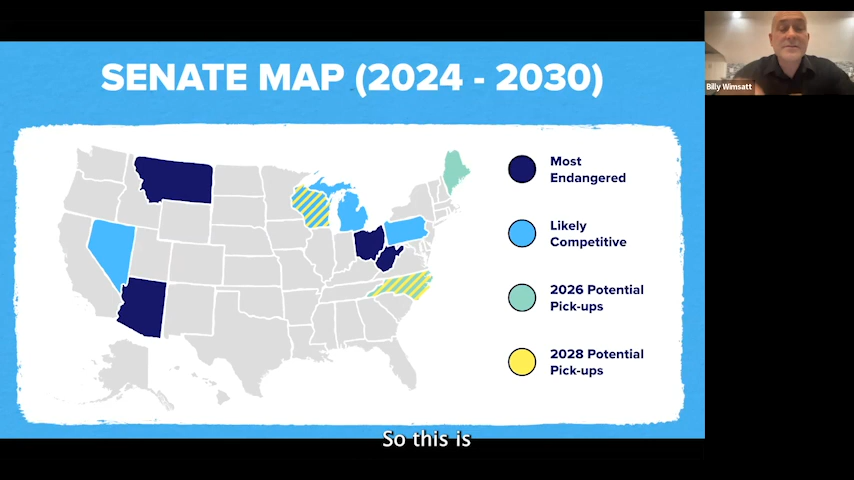 SENATE MAP (2024 - 2030)
Billy Wimsatt
Most
Endangered
Likely
Competitive
2026 Potential
Pick-ups
2028 Potential
Pick-ups
So this is